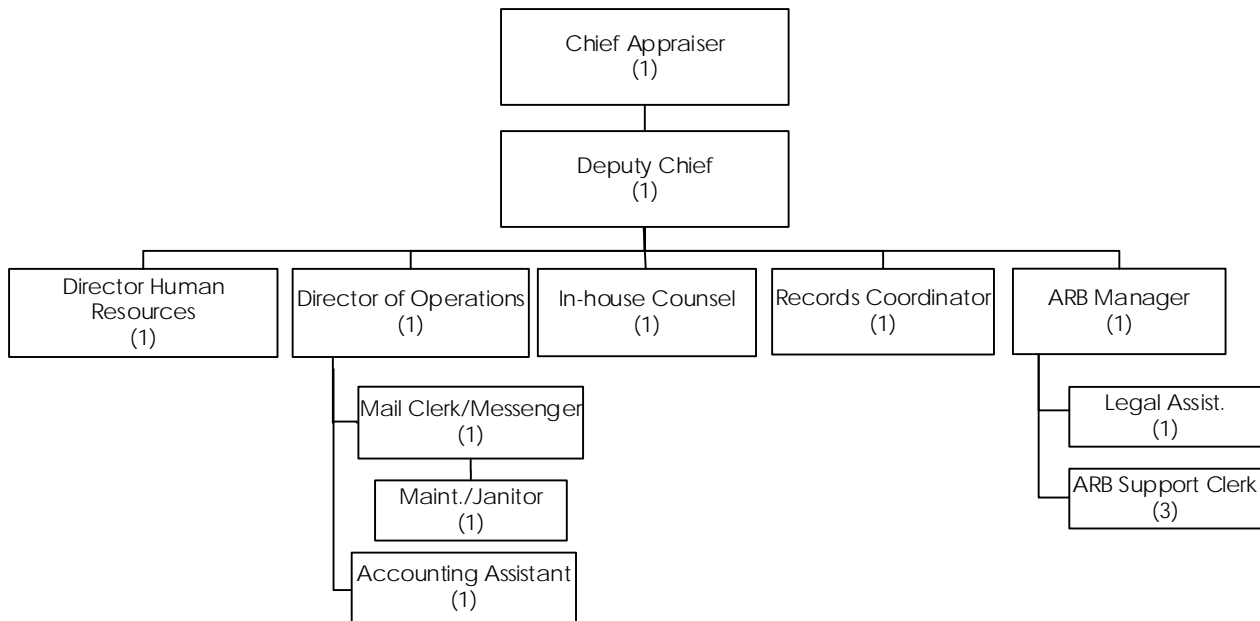 Chief Appraiser
(1)
Deputy Chief
(1)
Director Human
Resources
(1)
Director of Operations
(1)
In-house Counsel
(1)
Records Coordinator
(1)
ARB Manager
(1)
Mail Clerk/Messenger
(1)
Maint./Janitor
(1)
Accounting Assistant
(1)
Legal Assist.
(1)
ARB Support Clerk
(3)